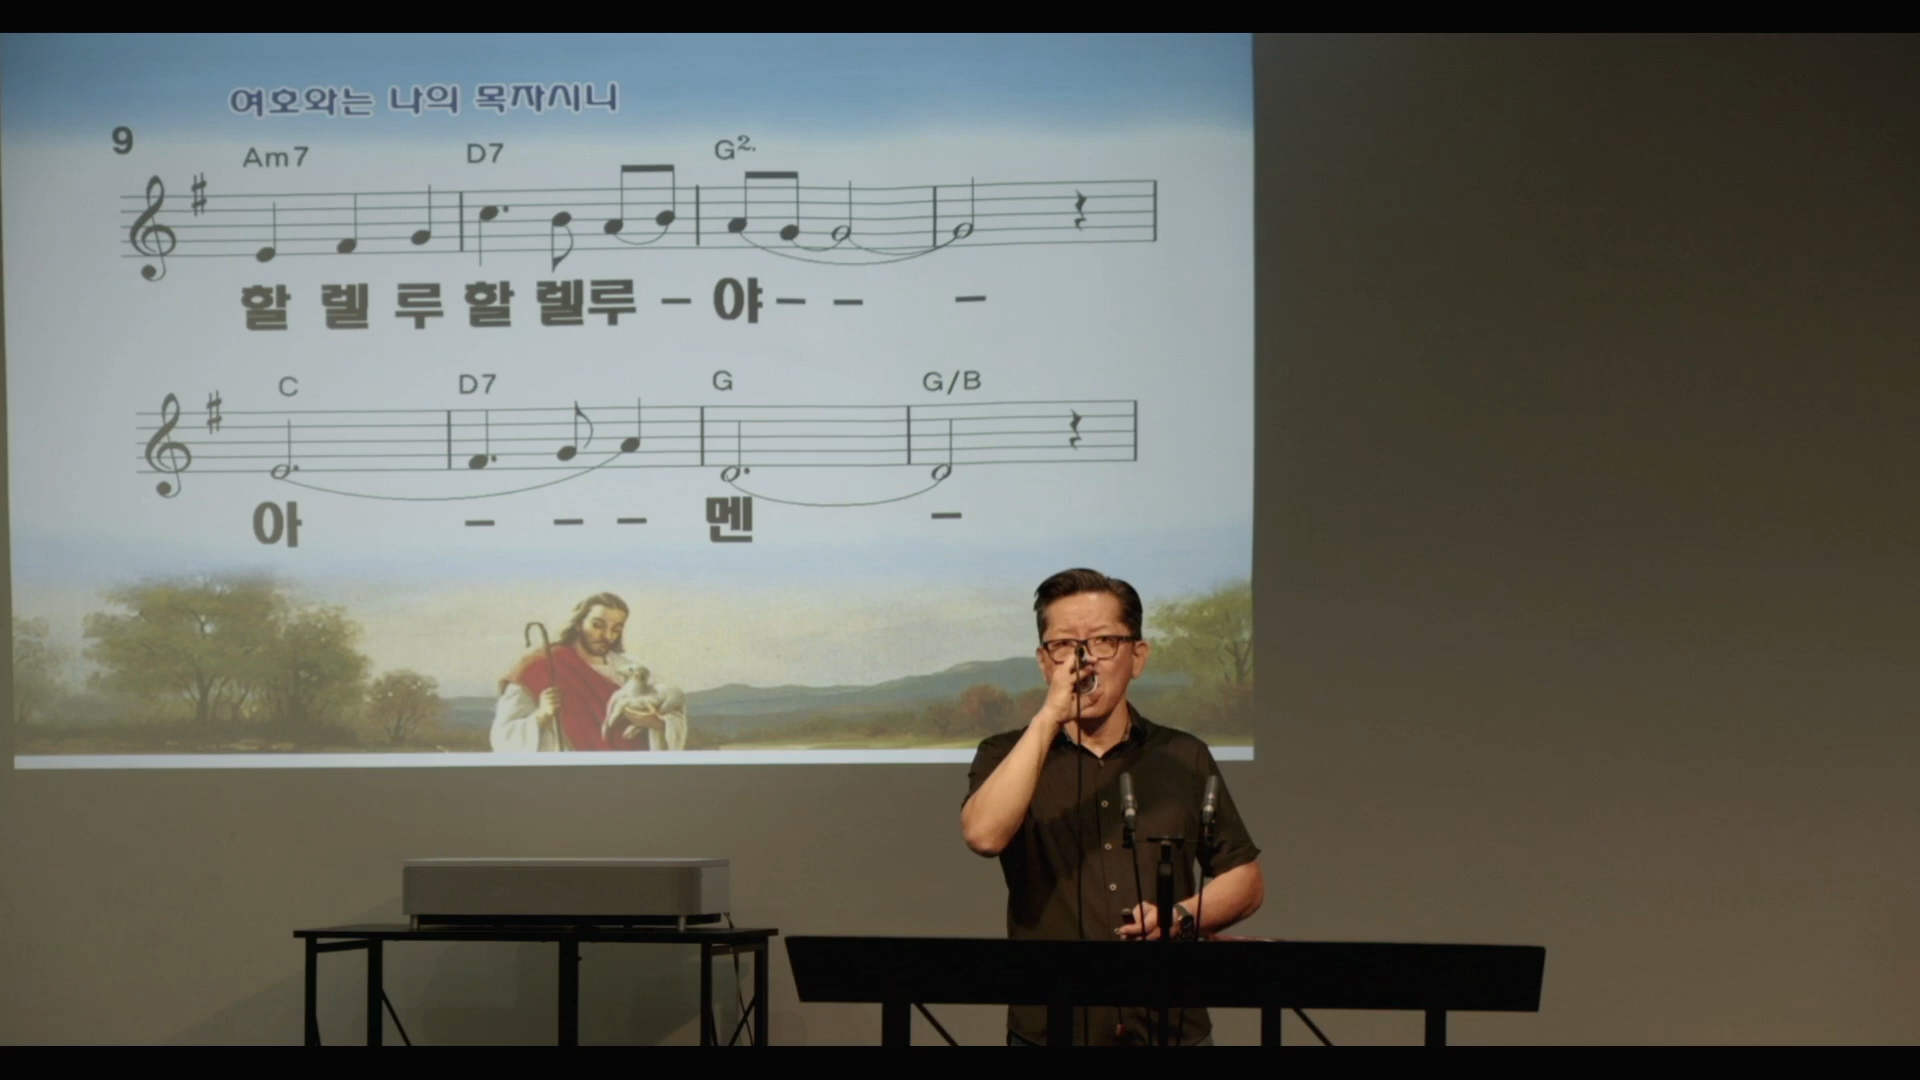 여호와는 나의 목자시니
9
Am7 D7 G2.
할 렐 루 할 렐루 - 야 - - -
C D7 G G/B
아 - - - 멘 -